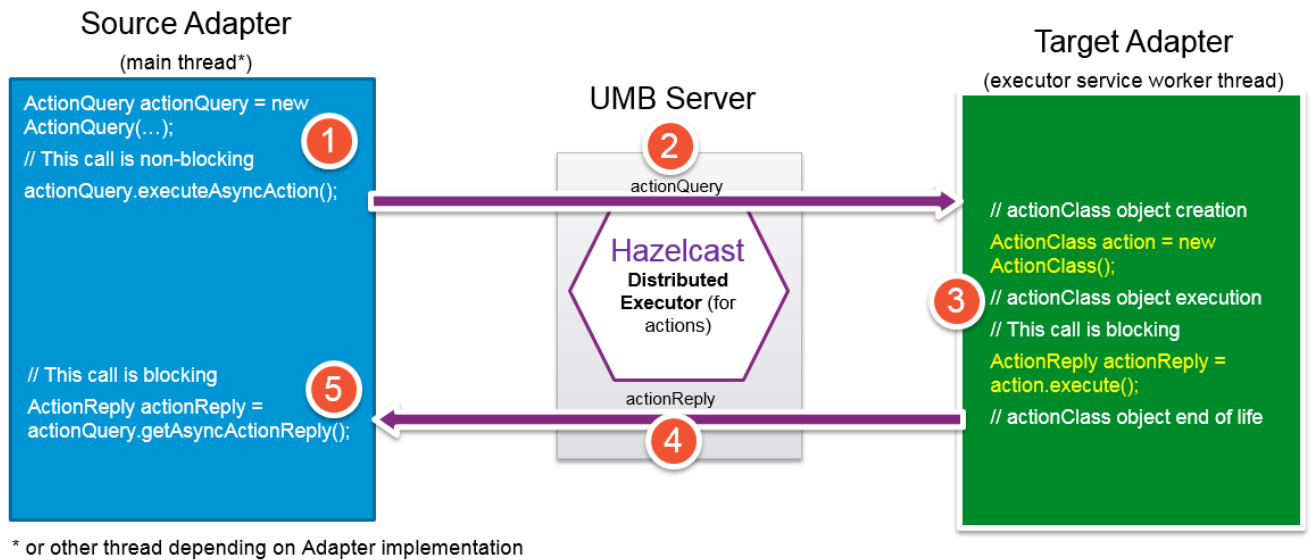 Source Adapter
(main thread*)
ActionQuery actionQuery = new
ActionQuery(…);
// This call is non-blocking
actionQuery.executeAsyncAction();
1
// This call is blocking
ActionReply actionReply =
actionQuery.getAsyncActionReply();
5
UMB Server
2
actionQuery
Hazelcast
Distributed
Executor (for
actions)
actionReply
4
Target Adapter
(executor service worker thread)
// actionClass object creation
ActionClass action = new
ActionClass();
3
// actionClass object execution
// This call is blocking
ActionReply actionReply =
action.execute();
// actionClass object end of life
* or other thread depending on Adapter implementation